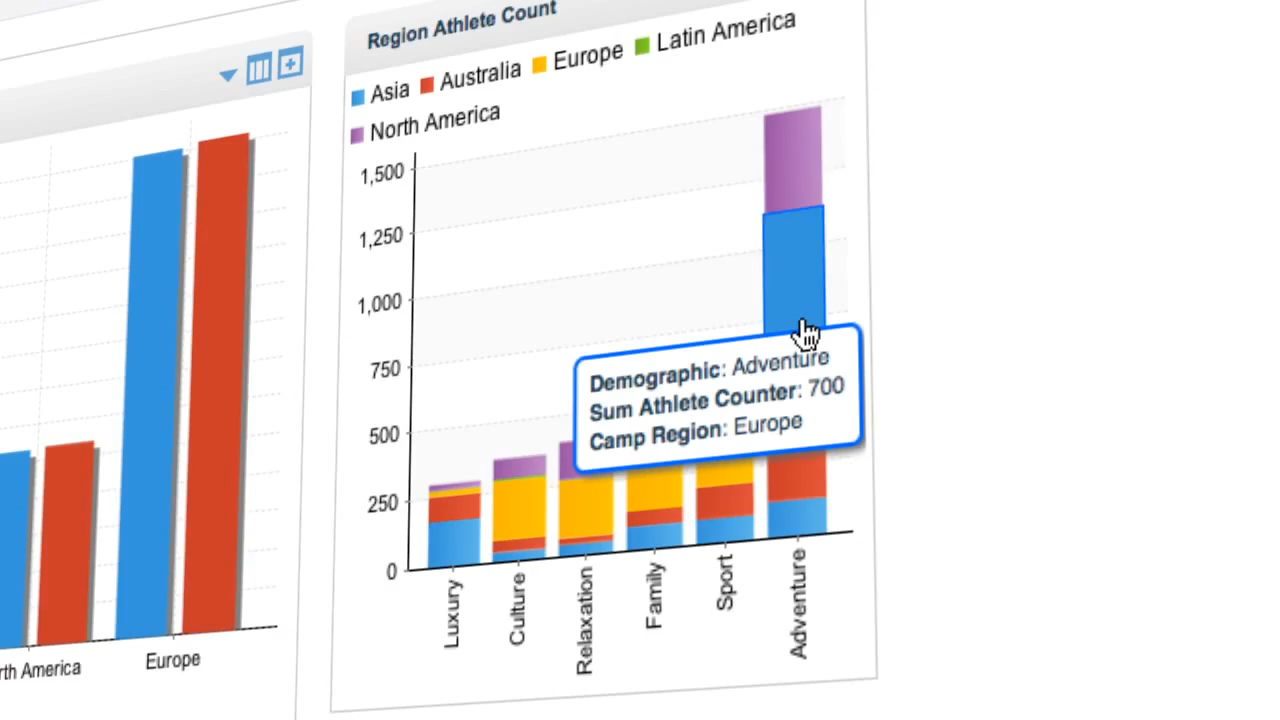 Region Athlete Count
Asia Australia Europe Latin America
North America
1,500
1,250
1,000
750
500
250
0
Demographic: Adventure
Sum Athlete Counter: 700
Camp Region: Europe
Luxury
Culture
Relaxation
Family
Sport
Adventure
rth America
Europe